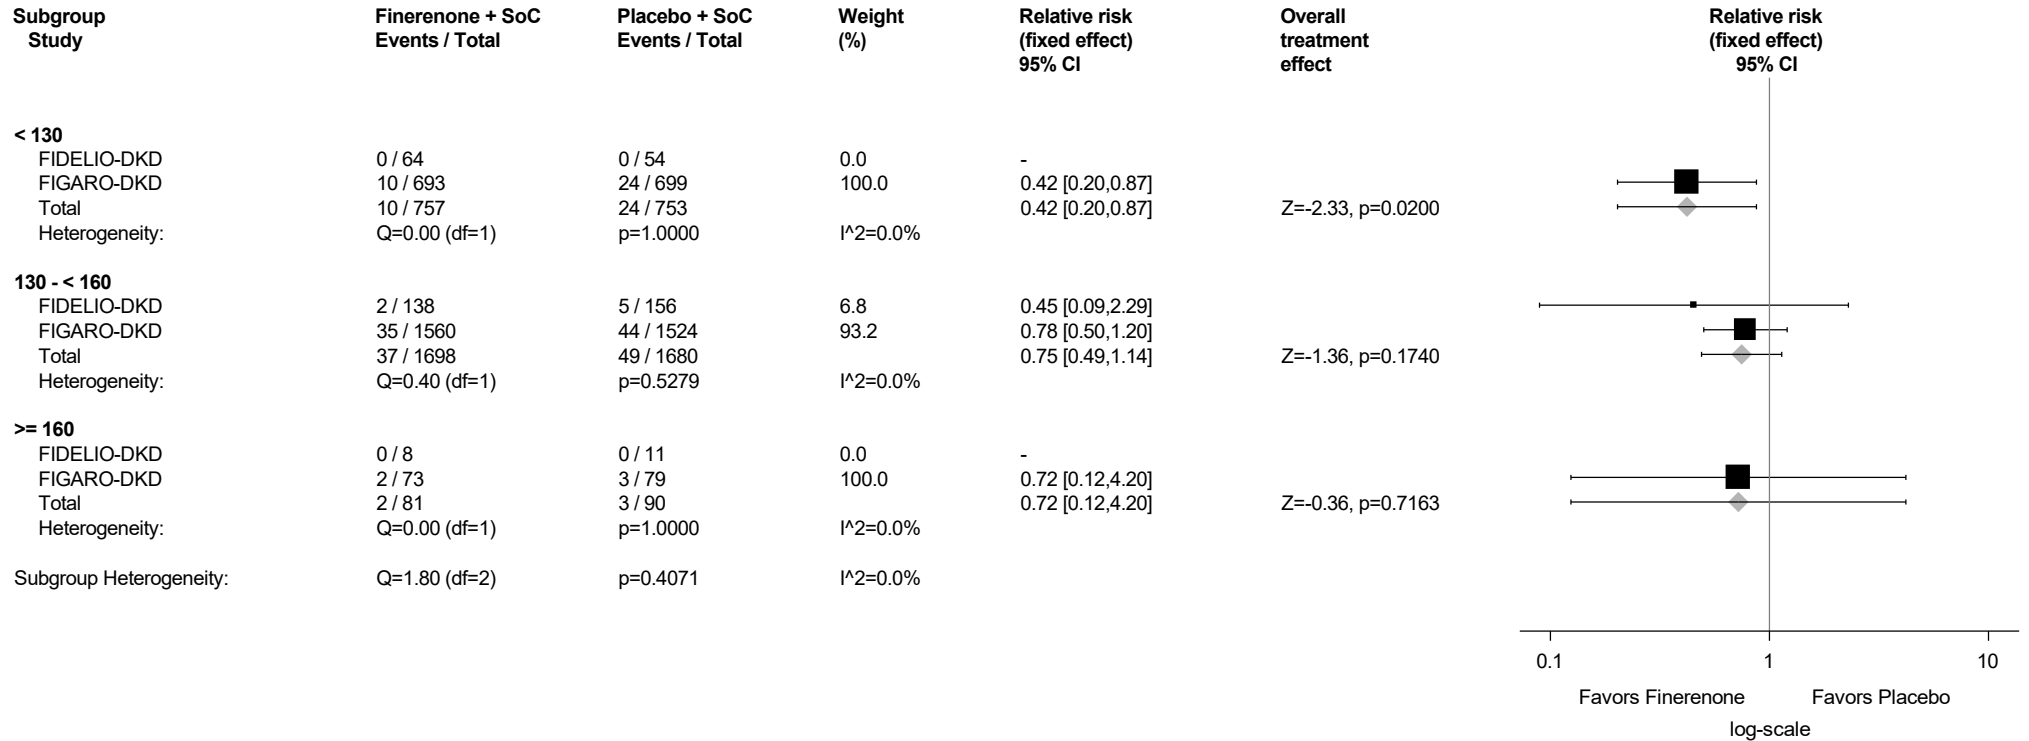 Subgroup Finerenone + SoC Placebo + SoC Weight Relative risk Overall Relative risk
Study Events / Total Events / Total (%) (fixed effect) treatment (fixed effect)
95% CI effect 95% CI
< 130
FIDELIO-DKD 0 / 64 0 / 54 0.0 -
FIGARO-DKD 10 / 693 24 / 699 100.0 0.42 [0.20,0.87]
Total 10 / 757 24 / 753 0.42 [0.20,0.87] Z=-2.33, p=0.0200
Heterogeneity: Q=0.00 (df=1) p=1.0000 I^2=0.0%
130 - < 160
FIDELIO-DKD 2 / 138 5 / 156 6.8 0.45 [0.09,2.29]
FIGARO-DKD 35 / 1560 44 / 1524 93.2 0.78 [0.50,1.20]
Total 37 / 1698 49 / 1680 0.75 [0.49,1.14] Z=-1.36, p=0.1740
Heterogeneity: Q=0.40 (df=1) p=0.5279 I^2=0.0%
>= 160
FIDELIO-DKD 0 / 8 0 / 11 0.0 -
FIGARO-DKD 2 / 73 3 / 79 100.0 0.72 [0.12,4.20]
Total 2 / 81 3 / 90 0.72 [0.12,4.20] Z=-0.36, p=0.7163
Heterogeneity: Q=0.00 (df=1) p=1.0000 I^2=0.0%
Subgroup Heterogeneity: Q=1.80 (df=2) p=0.4071 I^2=0.0%
0.1 1 10
Favors Finerenone Favors Placebo
log-scale